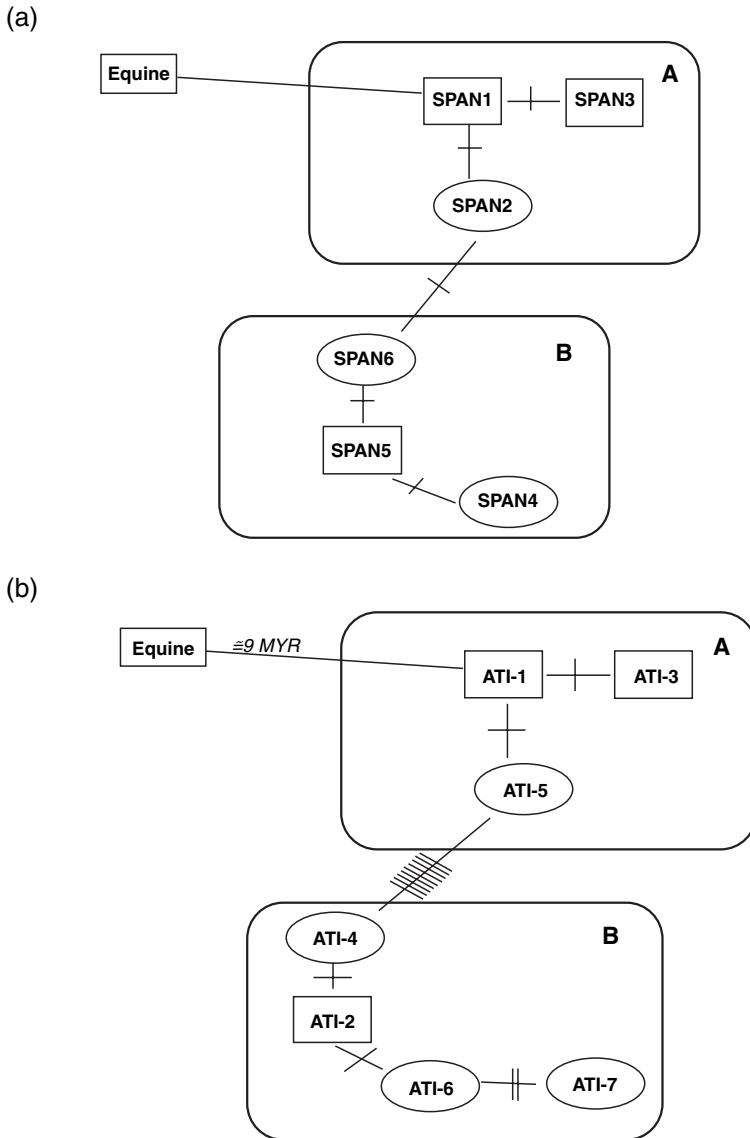 (a)
Equine
A
SPAN1
SPAN3
SPAN2
SPAN6
B
SPAN5
SPAN4
(b)
Equine
≅9 MYR
A
ATI-1
ATI-3
ATI-5
ATI-4
B
ATI-2
ATI-6
ATI-7